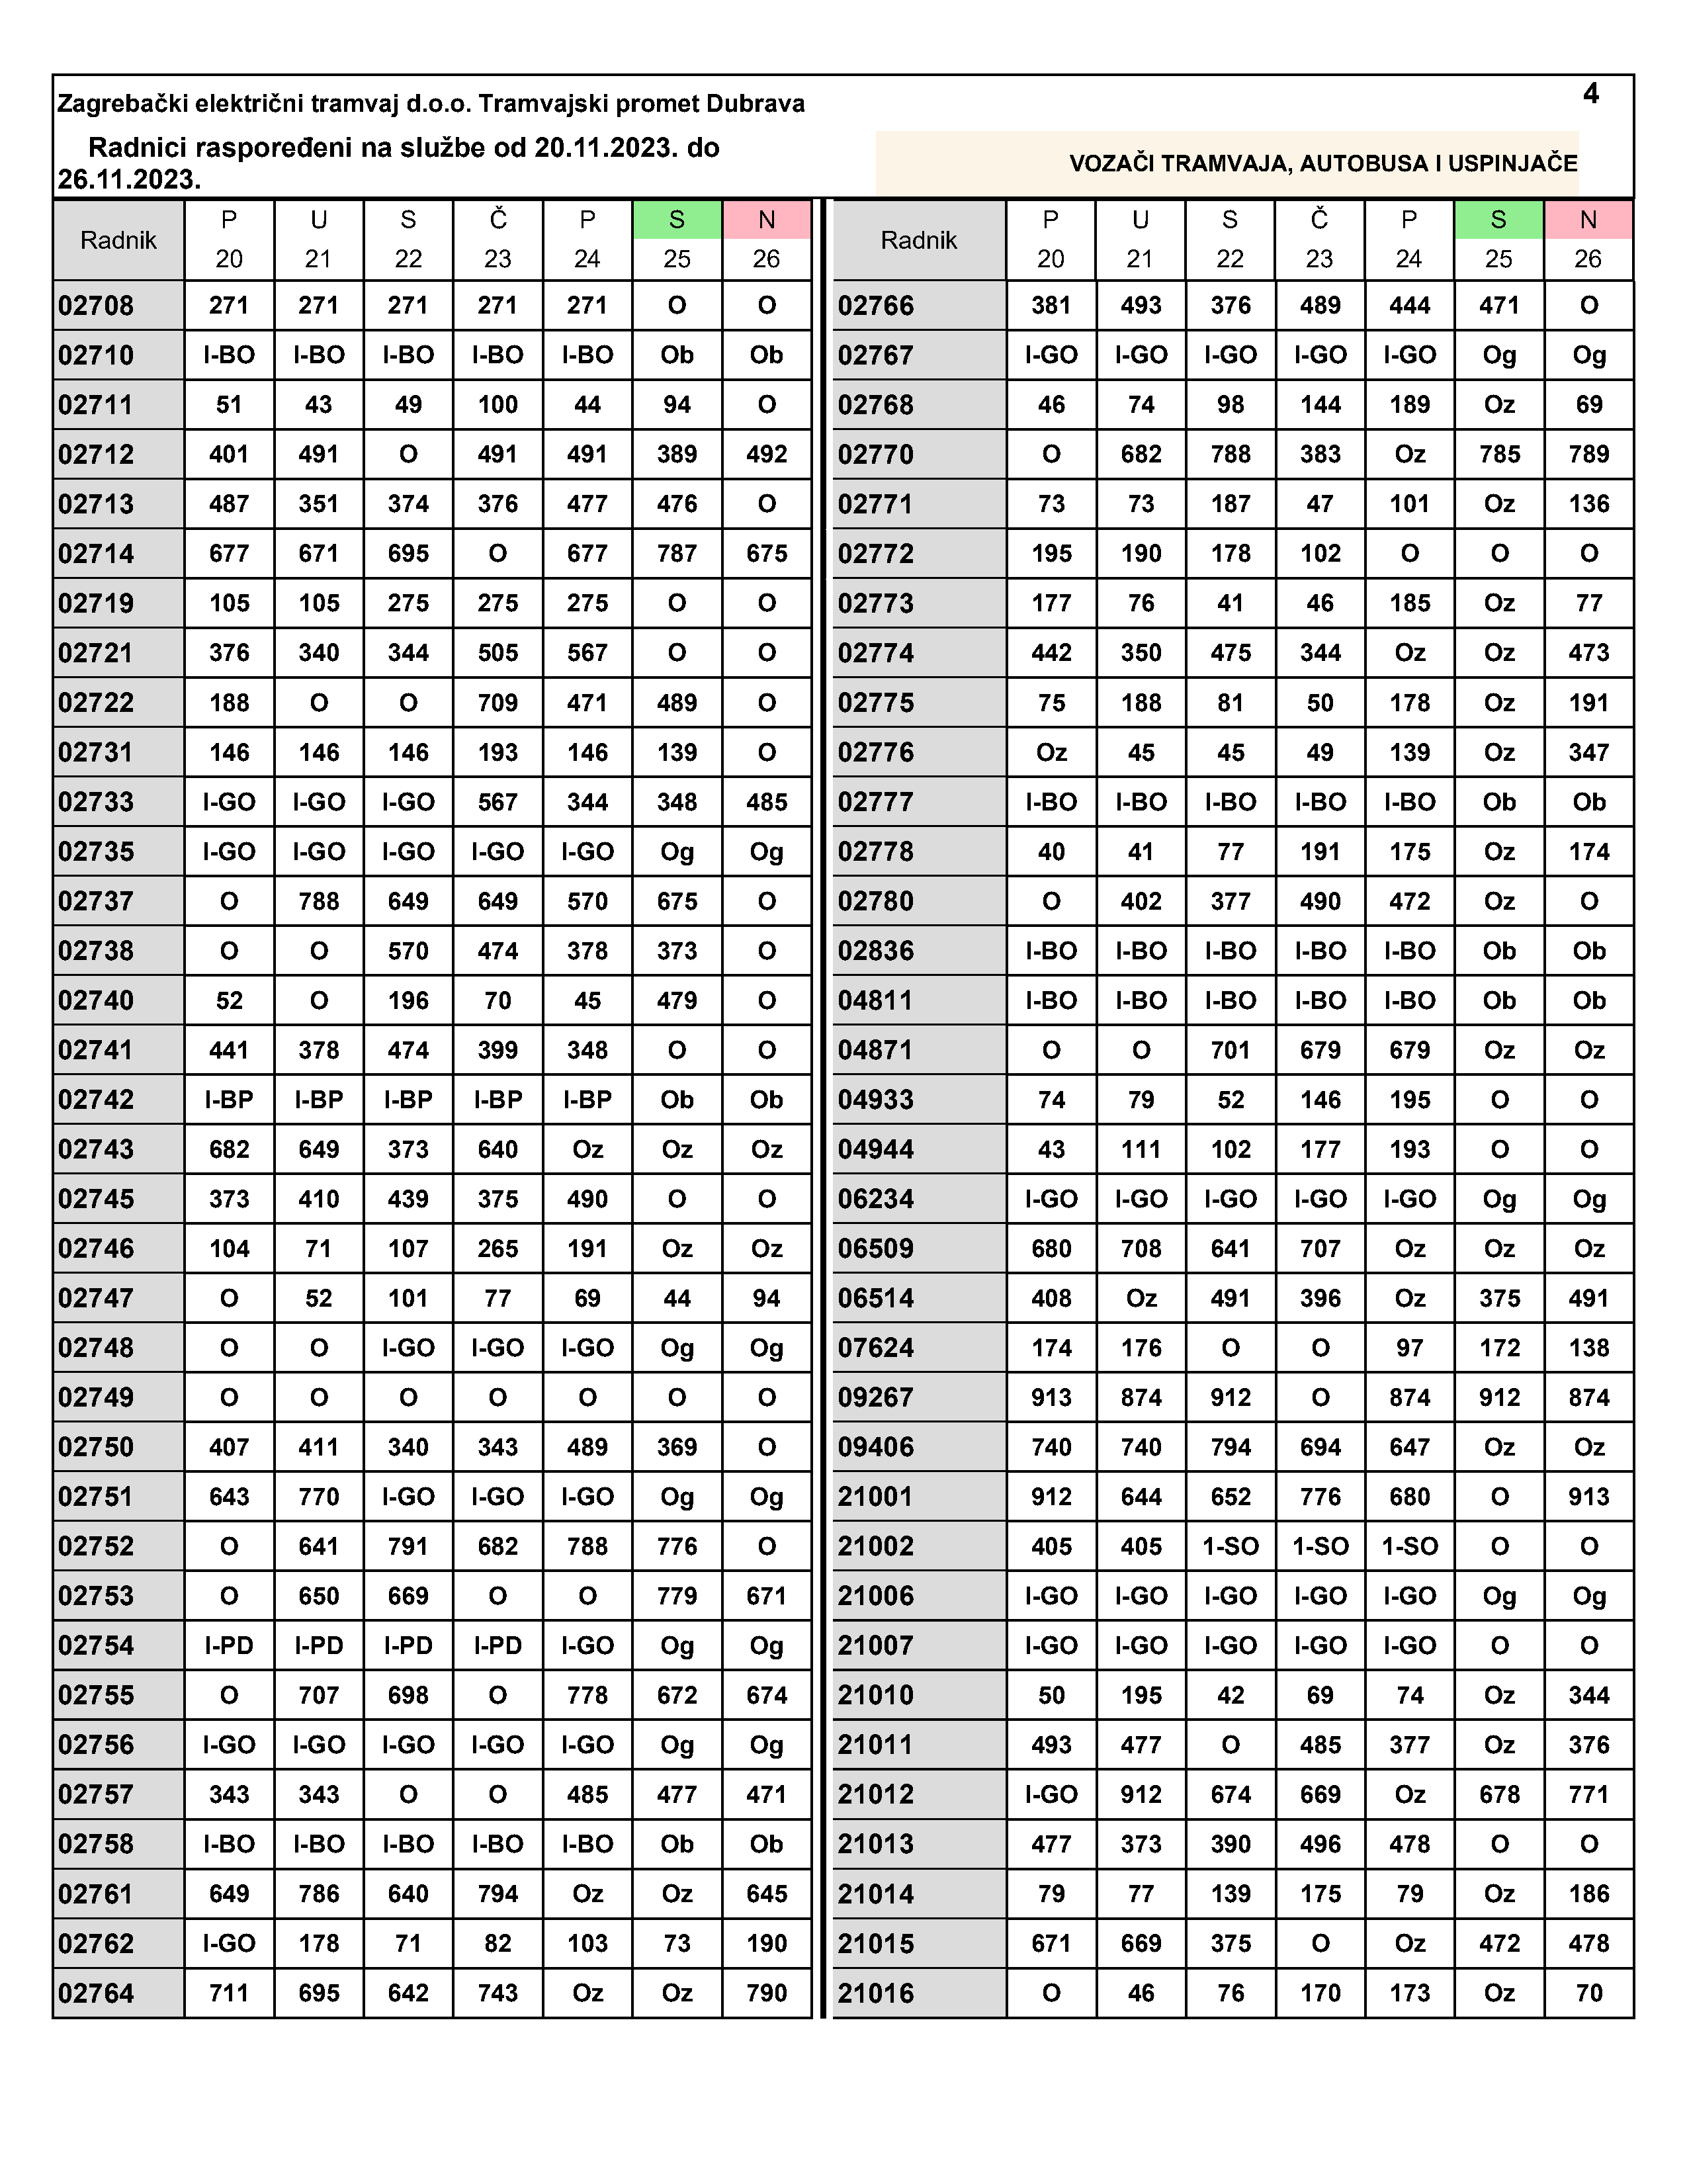 4
Zagrebački električni tramvaj d.o.o. Tramvajski promet Dubrava
Radnici raspoređeni na službe od 20.11.2023. do
26.11.2023.
VOZAČI TRAMVAJA, AUTOBUSA I USPINJAČE
Radnik P U S Č P S N Radnik P U S Č P S N
20 21 22 23 24 25 26 20 21 22 23 24 25 26
02708 271 271 271 271 271 O O 02766 381 493 376 489 444 471 O
02710 I-BO I-BO I-BO I-BO I-BO Ob Ob 02767 I-GO I-GO I-GO I-GO I-GO Og Og
02711 51 43 49 100 44 94 O 02768 46 74 98 144 189 Oz 69
02712 401 491 O 491 491 389 492 02770 O 682 788 383 Oz 785 789
02713 487 351 374 376 477 476 O 02771 73 73 187 47 101 Oz 136
02714 677 671 695 O 677 787 675 02772 195 190 178 102 O O O
02719 105 105 275 275 275 O O 02773 177 76 41 46 185 Oz 77
02721 376 340 344 505 567 O O 02774 442 350 475 344 Oz Oz 473
02722 188 O O 709 471 489 O 02775 75 188 81 50 178 Oz 191
02731 146 146 146 193 146 139 O 02776 Oz 45 45 49 139 Oz 347
02733 I-GO I-GO I-GO 567 344 348 485 02777 I-BO I-BO I-BO I-BO I-BO Ob Ob
02735 I-GO I-GO I-GO I-GO I-GO Og Og 02778 40 41 77 191 175 Oz 174
02737 O 788 649 649 570 675 O 02780 O 402 377 490 472 Oz O
02738 O O 570 474 378 373 O 02836 I-BO I-BO I-BO I-BO I-BO Ob Ob
02740 52 O 196 70 45 479 O 04811 I-BO I-BO I-BO I-BO I-BO Ob Ob
02741 441 378 474 399 348 O O 04871 O O 701 679 679 Oz Oz
02742 I-BP I-BP I-BP I-BP I-BP Ob Ob 04933 74 79 52 146 195 O O
02743 682 649 373 640 Oz Oz Oz 04944 43 111 102 177 193 O O
02745 373 410 439 375 490 O O 06234 I-GO I-GO I-GO I-GO I-GO Og Og
02746 104 71 107 265 191 Oz Oz 06509 680 708 641 707 Oz Oz Oz
02747 O 52 101 77 69 44 94 06514 408 Oz 491 396 Oz 375 491
02748 O O I-GO I-GO I-GO Og Og 07624 174 176 O O 97 172 138
02749 O O O O O O O 09267 913 874 912 O 874 912 874
02750 407 411 340 343 489 369 O 09406 740 740 794 694 647 Oz Oz
02751 643 770 I-GO I-GO I-GO Og Og 21001 912 644 652 776 680 O 913
02752 O 641 791 682 788 776 O 21002 405 405 1-SO 1-SO 1-SO O O
02753 O 650 669 O O 779 671 21006 I-GO I-GO I-GO I-GO I-GO Og Og
02754 I-PD I-PD I-PD I-PD I-GO Og Og 21007 I-GO I-GO I-GO I-GO I-GO O O
02755 O 707 698 O 778 672 674 21010 50 195 42 69 74 Oz 344
02756 I-GO I-GO I-GO I-GO I-GO Og Og 21011 493 477 O 485 377 Oz 376
02757 343 343 O O 485 477 471 21012 I-GO 912 674 669 Oz 678 771
02758 I-BO I-BO I-BO I-BO I-BO Ob Ob 21013 477 373 390 496 478 O O
02761 649 786 640 794 Oz Oz 645 21014 79 77 139 175 79 Oz 186
02762 I-GO 178 71 82 103 73 190 21015 671 669 375 O Oz 472 478
02764 711 695 642 743 Oz Oz 790 21016 O 46 76 170 173 Oz 70